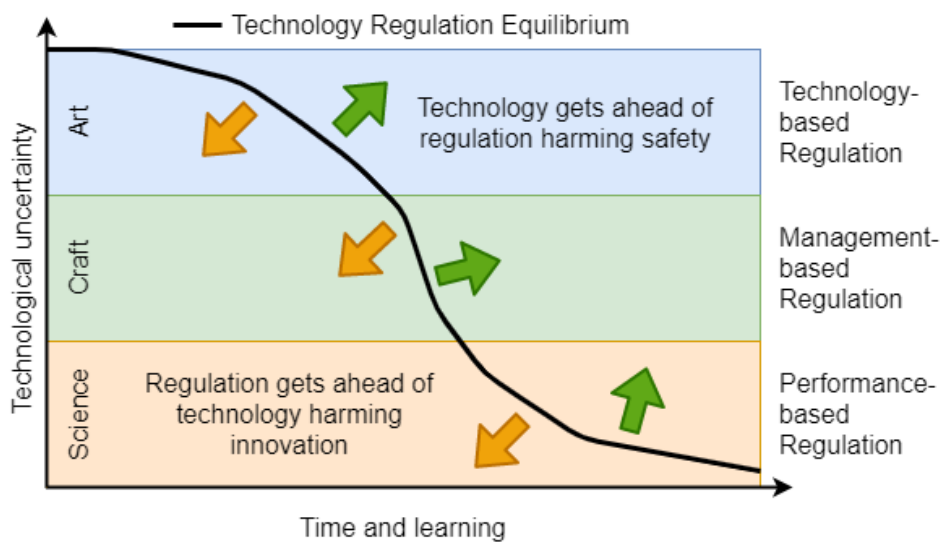 Technology Regulation Equilibrium
Technological uncertainty
Art
Technology gets ahead of
regulation harming safety
Technology-
based
Regulation
Craft
Management-
based
Regulation
Science
Regulation gets ahead of
technology harming
innovation
Performance-
based
Regulation
Time and learning